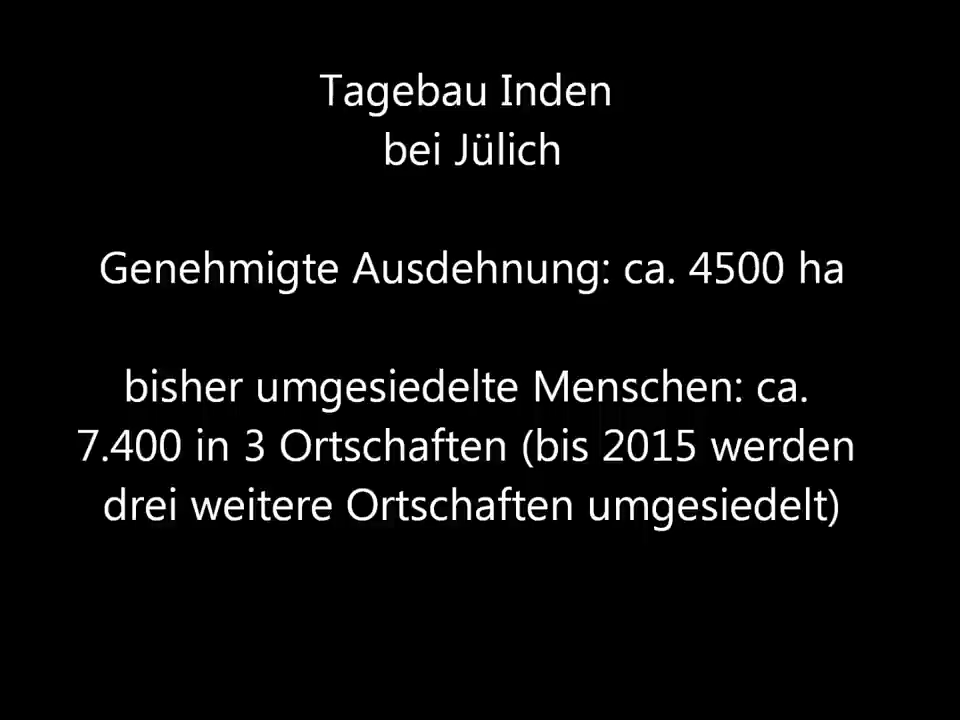 Tagebau Inden
bei Jülich
Genehmigte Ausdehnung: ca. 4500 ha
bisher umgesiedelte Menschen: ca.
7.400 in 3 Ortschaften (bis 2015 werden
drei weitere Ortschaften umgesiedelt)